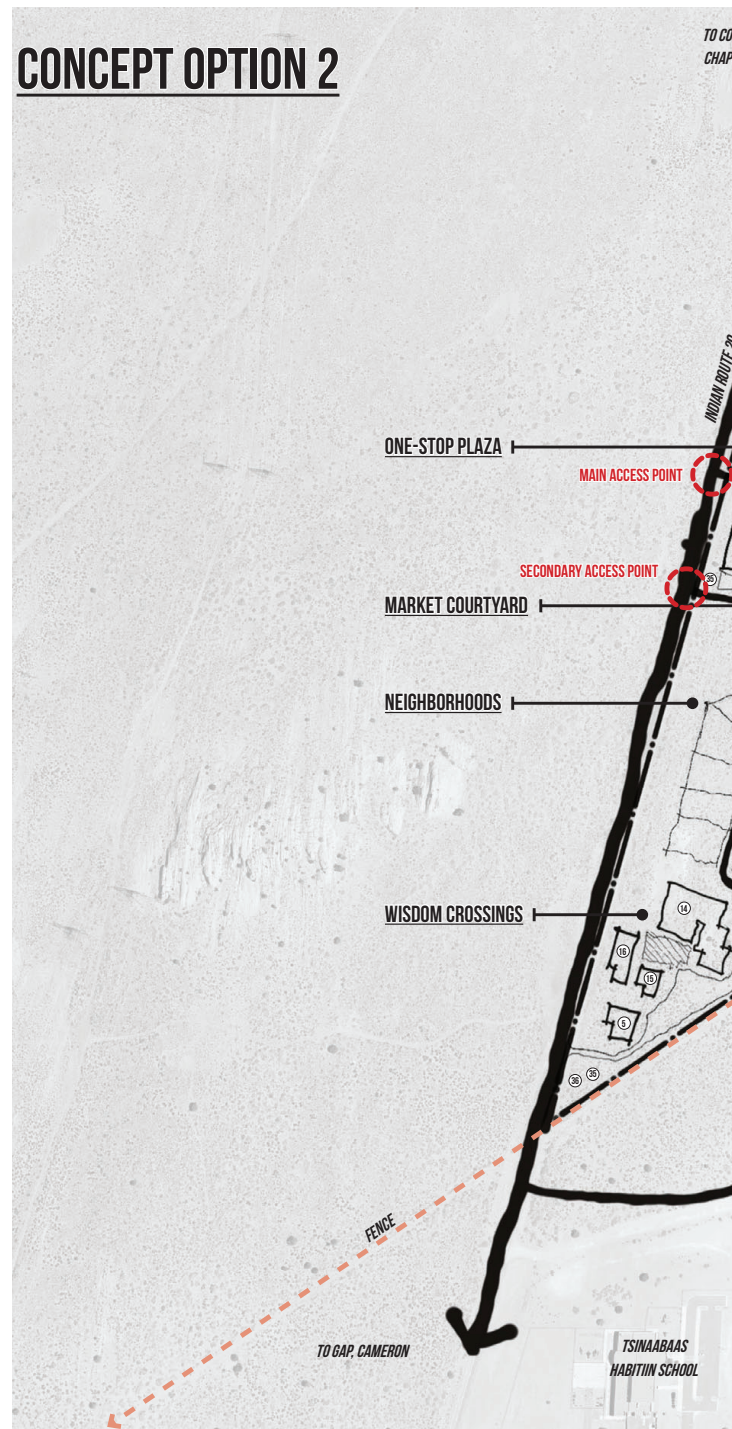 CONCEPT OPTION 2
TO CO
CHAP
INDIAN ROUTE 20
ONE-STOP PLAZA
MAIN ACCESS POINT
SECONDARY ACCESS POINT
35
MARKET COURTYARD
NEIGHBORHOODS
14
WISDOM CROSSINGS
16
15
5
36 35
FENCE
TO GAP, CAMERON
TSINAABAAS
HABITIIN SCHOOL